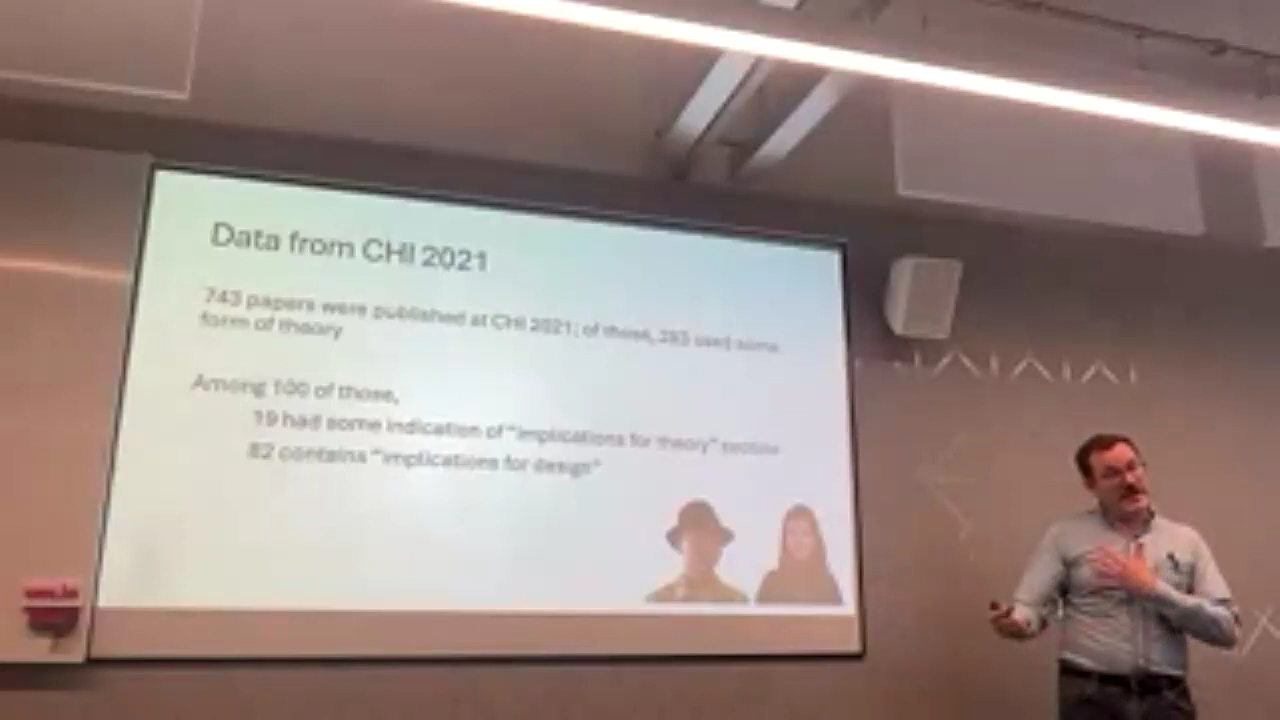 Data from CHI 2021
743 papers were published at CHI 2021; of those, used some
form of theory
Among 100 of those,
19 had some indication of "implications for theory" section
82 contains "implications for design"